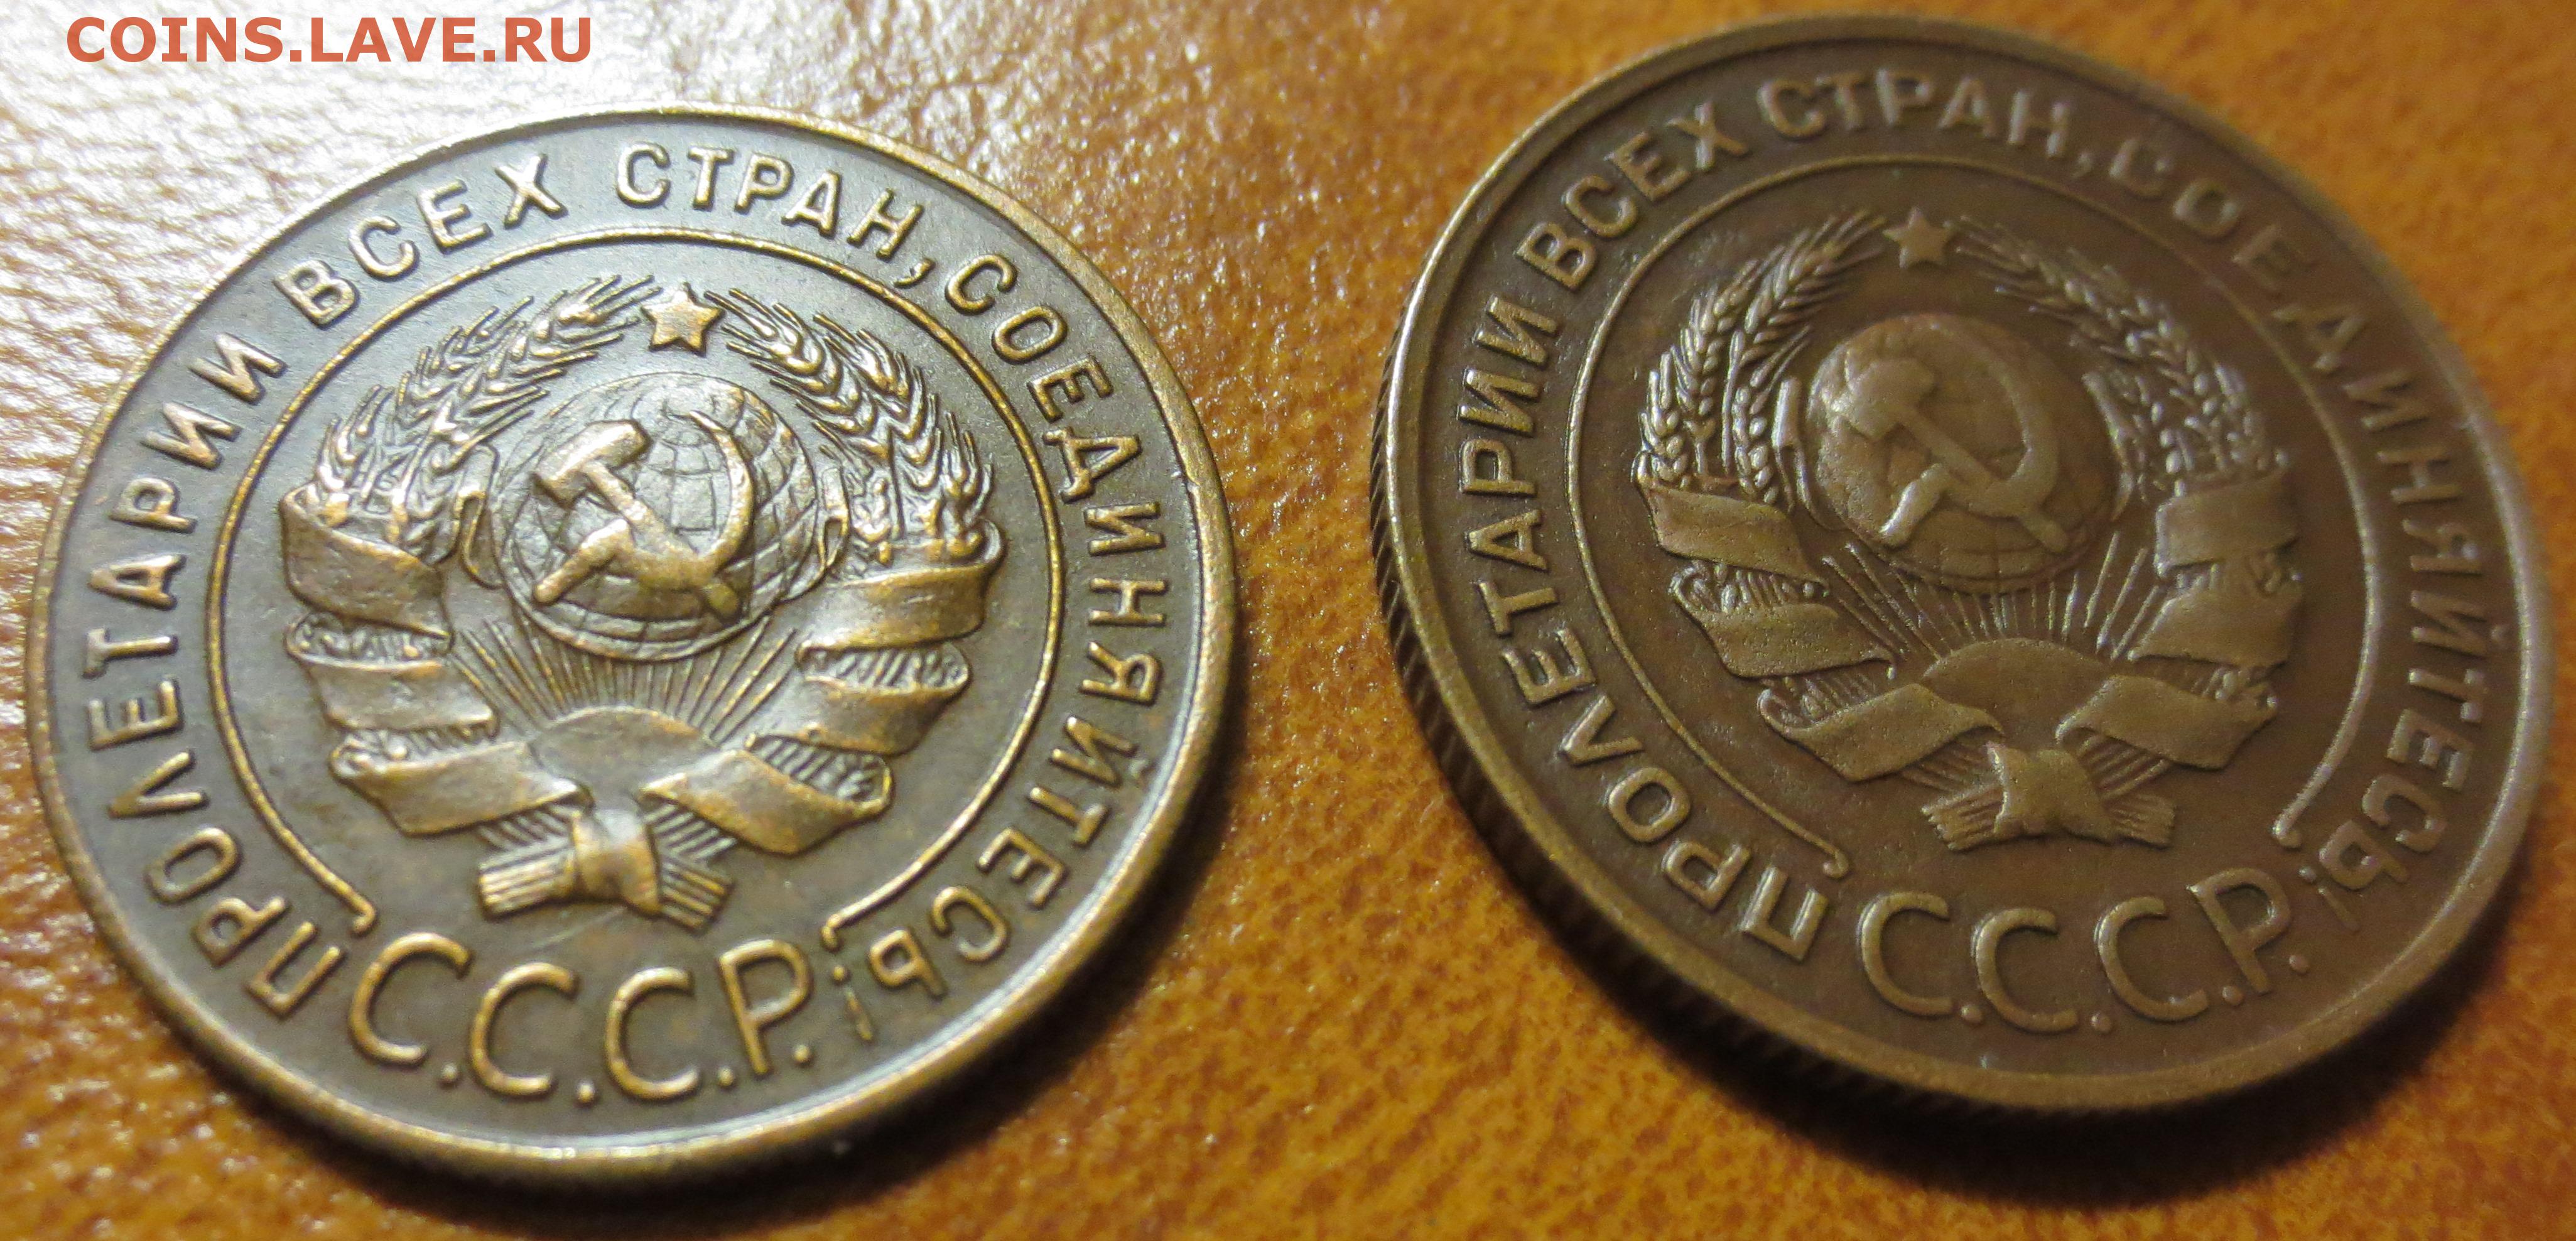 COINS.LAVE.RU
ПРОЛЕТАРИИ ВСЕХ СТРАН, СОЕДИНЯЙТЕСЬ!
С.С.С.Р.
ПРОЛЕТАРИИ ВСЕХ СТРАН, СОЕДИНЯЙТЕСЬ!
С.С.С.Р.